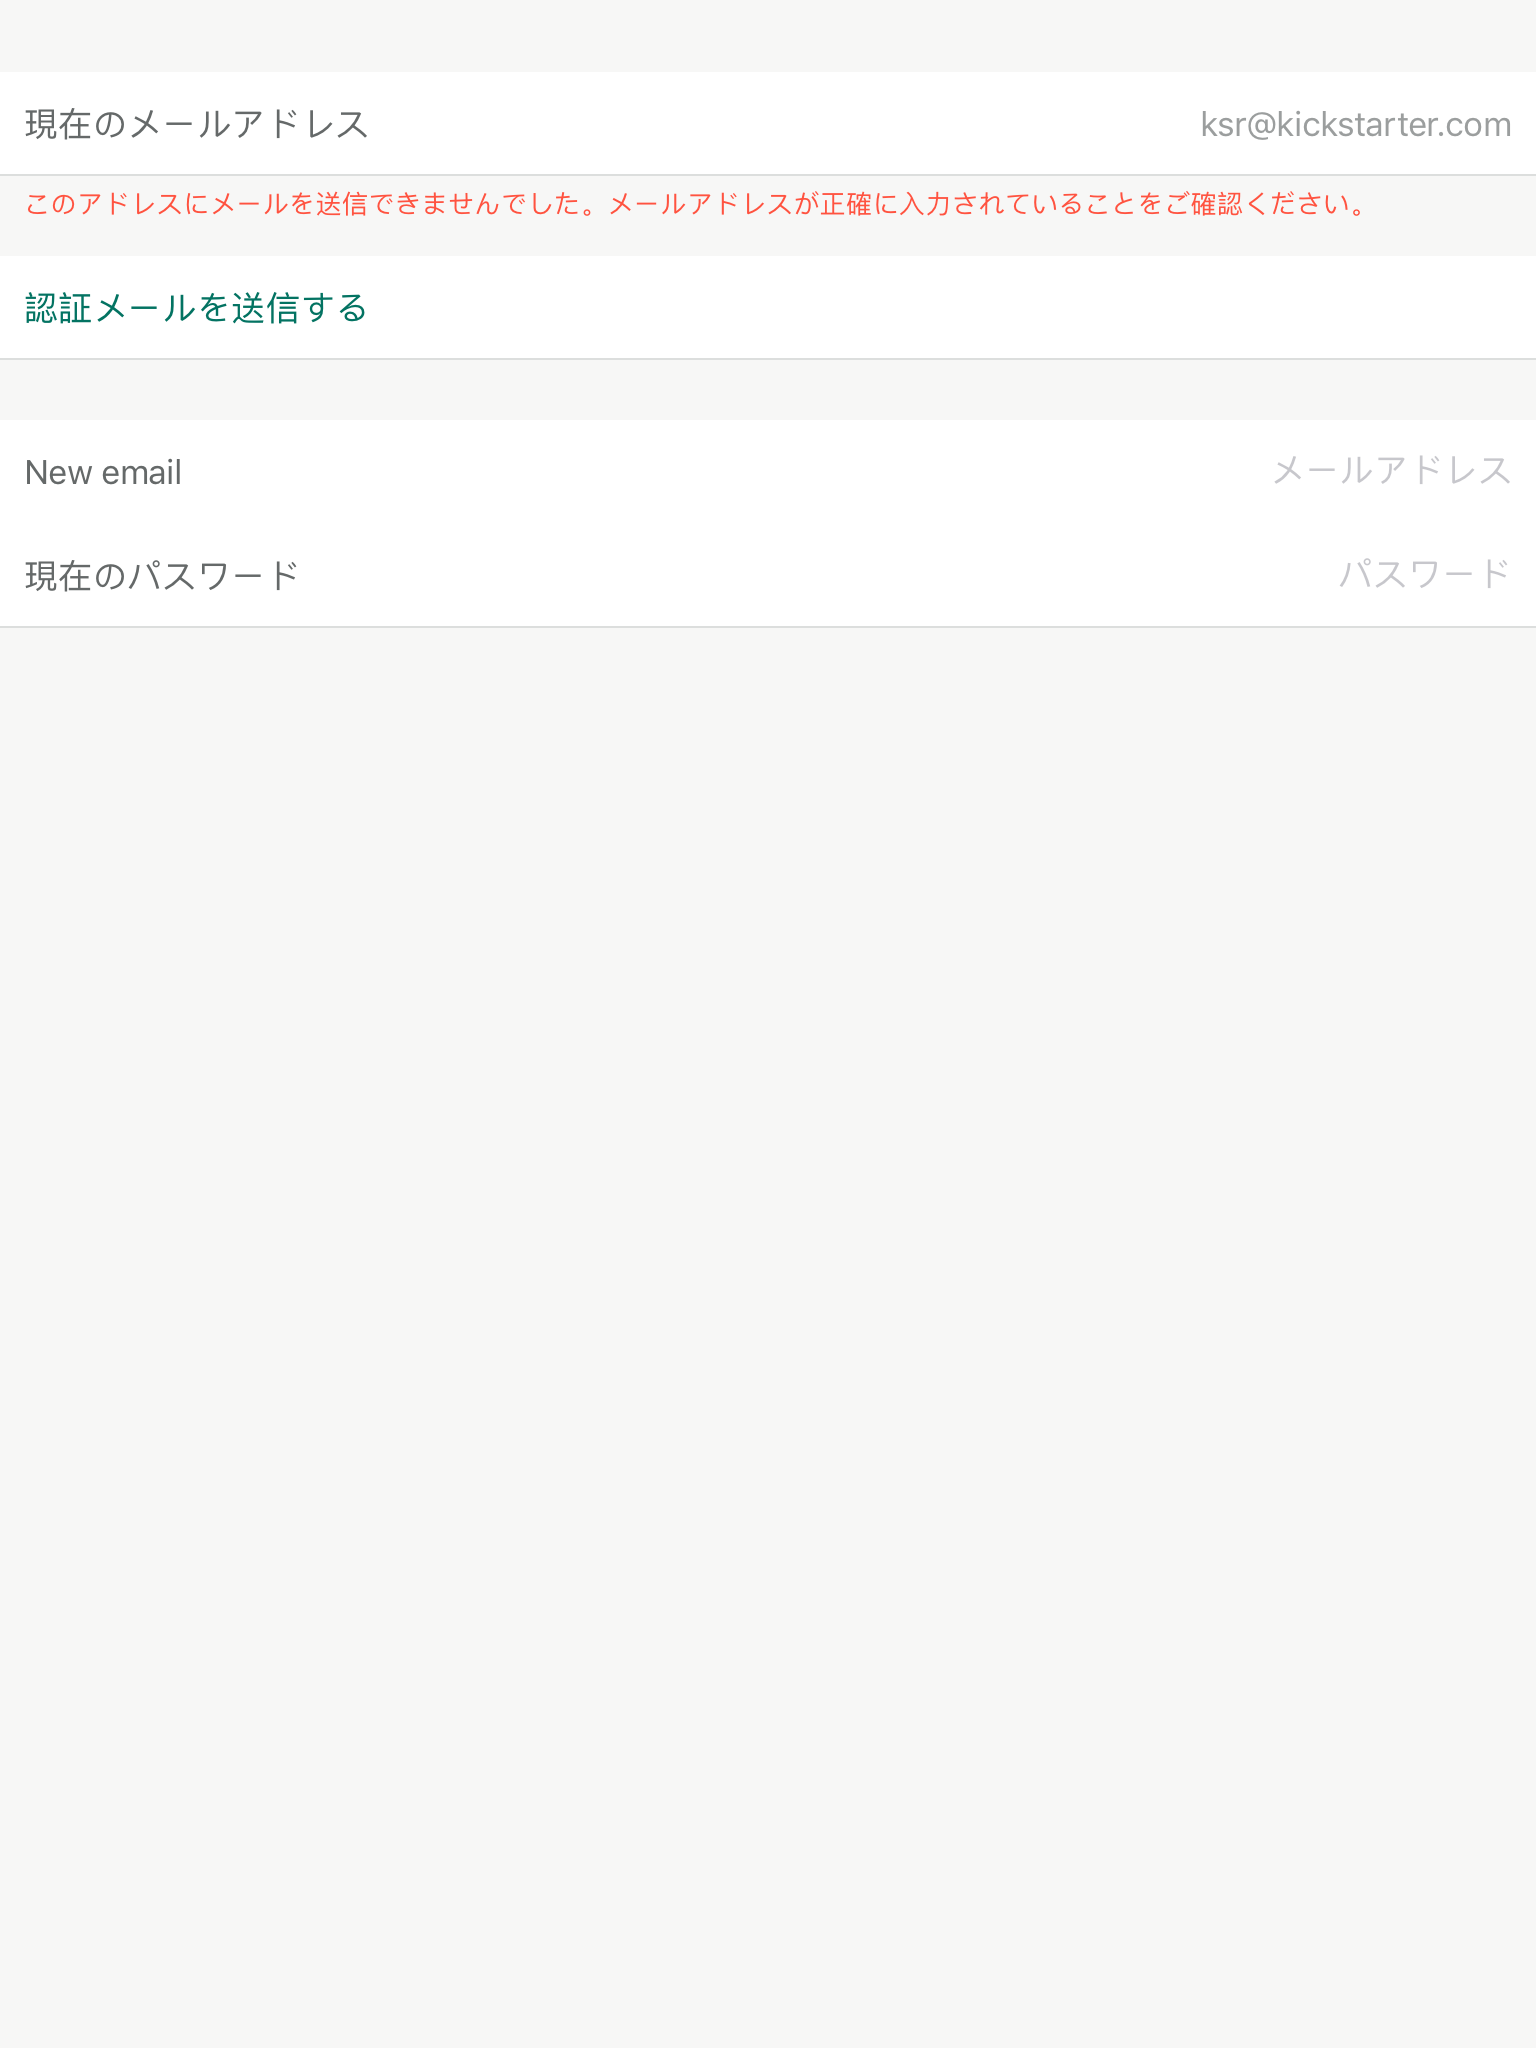 現在のメールアドレス ksr@kickstarter.com
このアドレスにメールを送信できませんでした。メールアドレスが正確に入力されていることをご確認ください。
認証メールを送信する
New email メールアドレス
現在のパスワード パスワード